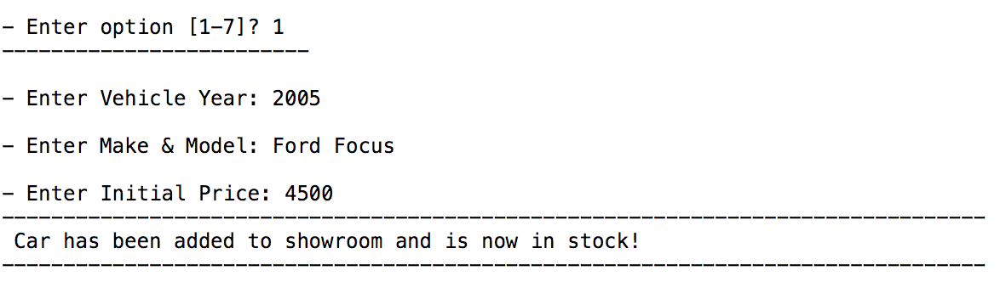 - Enter option [1-7]? 1
-------------------------
- Enter Vehicle Year: 2005
- Enter Make & Model: Ford Focus
- Enter Initial Price: 4500
--------------------------------------------------------------------------------
Car has been added to showroom and is now in stock!
--------------------------------------------------------------------------------